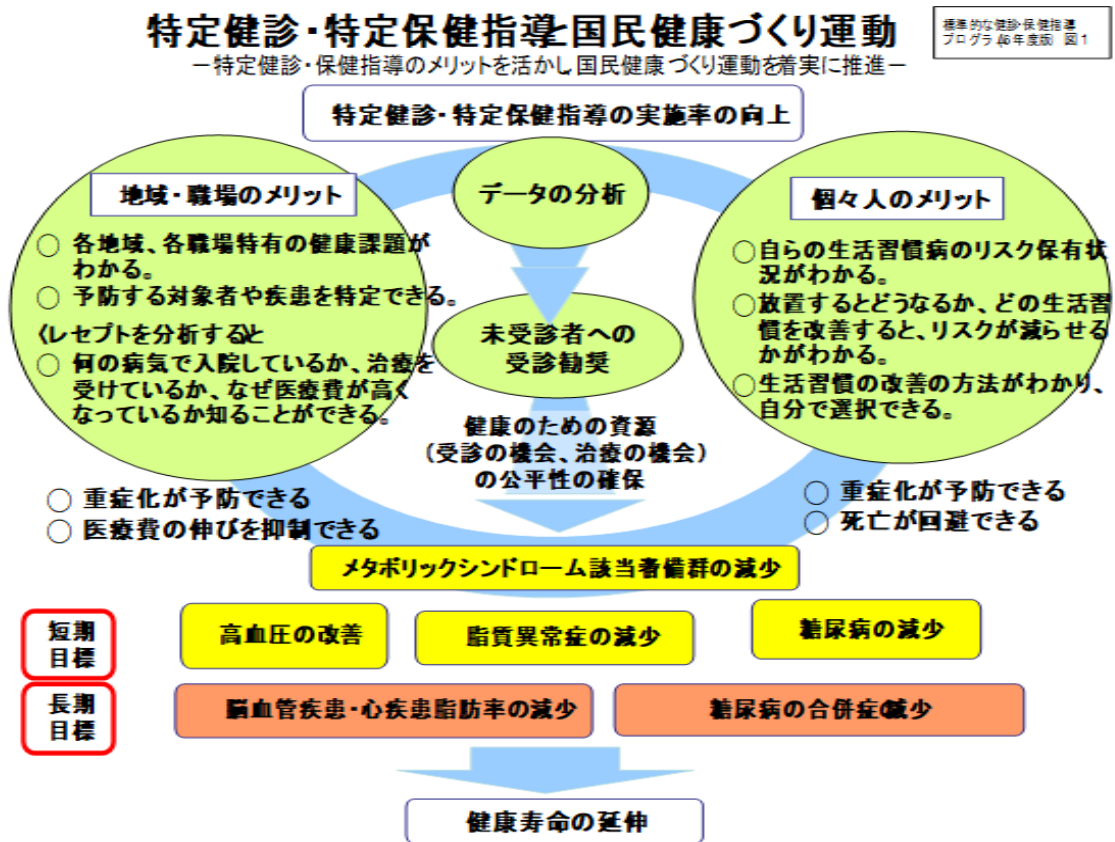 特定健診・特定保健指導と国民健康づくり運動
標準的な健診・保健指導
プログラム(6年度版) 図1
－特定健診・保健指導のメリットを活かし、国民健康づくり運動を着実に推進－
特定健診・特定保健指導の実施率の向上
地域・職場のメリット
○ 各地域、各職場特有の健康課題が
わかる。
○ 予防する対象者や疾患を特定できる。
《レセプトを分析すると
○ 何の病気で入院しているか、治療を
受けているか、なぜ医療費が高く
なっているか知ることができる。
○ 重症化が予防できる
○ 医療費の伸びを抑制できる
データの分析
未受診者への
受診勧奨
健康のための資源
(受診の機会、治療の機会)
の公平性の確保
個々人のメリット
○自らの生活習慣病のリスク保有状
況がわかる。
○放置するとどうなるか、どの生活習
慣を改善すると、リスクが減らせる
かがわかる。
○生活習慣の改善の方法がわかり、
自分で選択できる。
○ 重症化が予防できる
○ 死亡が回避できる
メタボリックシンドローム該当者備群の減少
短期
目標
高血圧の改善
脂質異常症の減少
糖尿病の減少
長期
目標
脳血管疾患・心疾患脂肪率の減少
糖尿病の合併症の減少
健康寿命の延伸